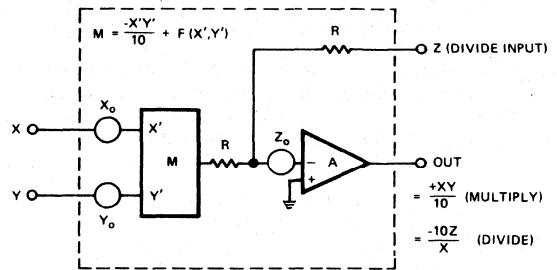 M = -X'Y'/10 + F (X',Y')
R
Z (DIVIDE INPUT)
X
Xo
X'
M
R
Zo
−
A
+
OUT
Y
Yo
Y'
= +XY/10 (MULTIPLY)
= -10Z/X (DIVIDE)